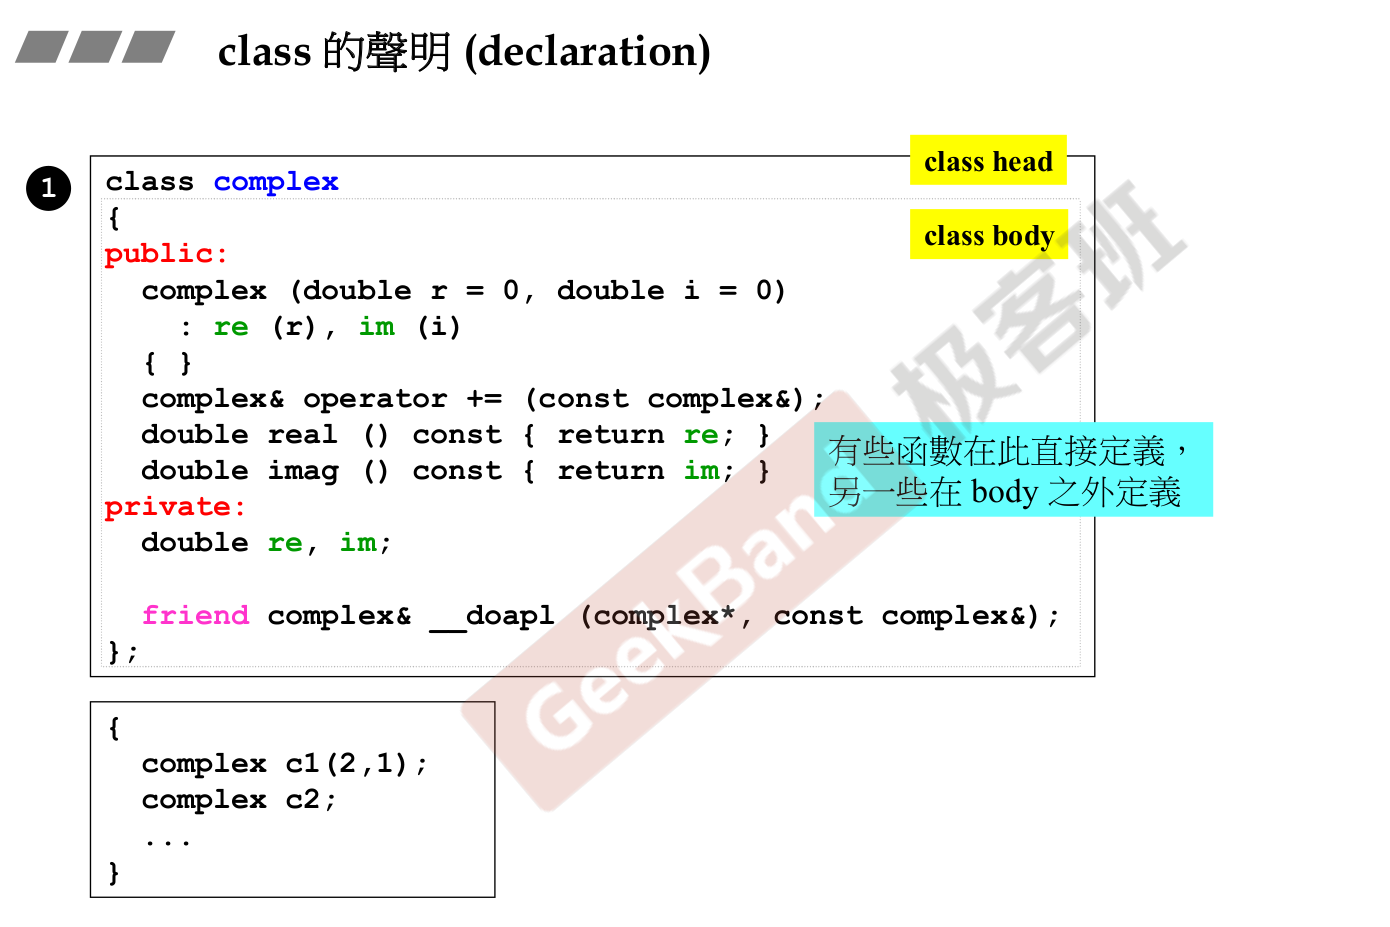 class 的聲明 (declaration)
1
class head
class complex
class body
{
public:
complex (double r = 0, double i = 0)
: re (r), im (i)
{ }
complex& operator += (const complex&);
double real () const { return re; }
double imag () const { return im; }
有些函數在此直接定義，
另一些在 body 之外定義
private:
double re, im;
friend complex& __doapl (complex*, const complex&);
};
{
complex c1(2,1);
complex c2;
...
}
GeekBand 极客班